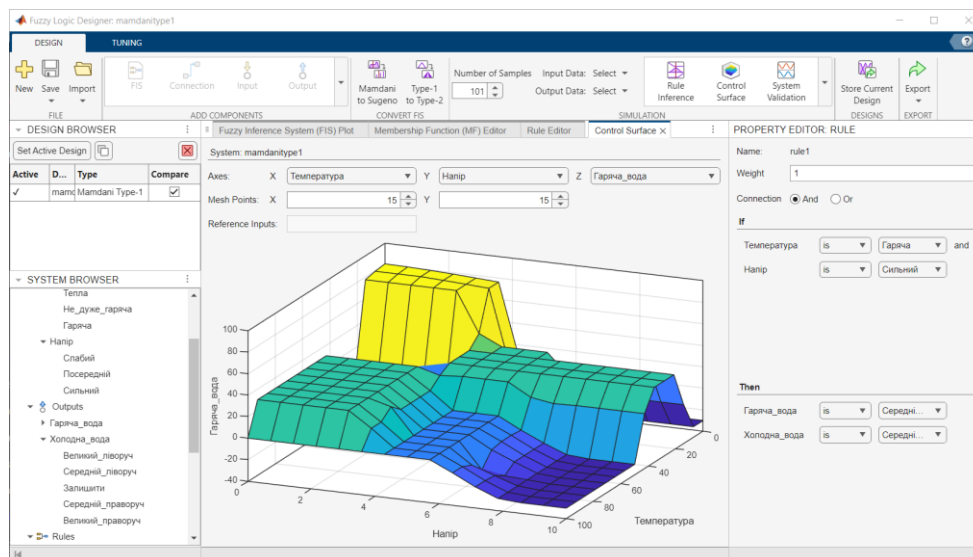 Fuzzy Logic Designer: mamdanitype1
DESIGN TUNING
New Save Import FIS Connection Input Output Mamdani to Sugeno Type-1 to Type-2 Number of Samples 101 Input Data: Select Output Data: Select Rule Inference Control Surface System Validation Store Current Design Export
FILE ADD COMPONENTS CONVERT FIS SIMULATION DESIGNS EXPORT
DESIGN BROWSER
Set Active Design
Active D... Type Compare
✓ mamc Mamdani Type-1
SYSTEM BROWSER
Тепла
Не_дуже_гаряча
Гаряча
Напір
Слабий
Посередній
Сильний
Outputs
Гаряча_вода
Холодна_вода
Великий_ліворуч
Середній_ліворуч
Залишити
Середній_праворуч
Великий_праворуч
Rules
Fuzzy Inference System (FIS) Plot Membership Function (MF) Editor Rule Editor Control Surface
System: mamdanitype1
Axes: X Температура Y Напір Z Гаряча_вода
Mesh Points: X 15 Y 15
Reference Inputs:
100
80
60
40
20
0
-20
-40
Гаряча_вода
0 2 4 6 8 10
Напір
100 80 60 40 20 0
Температура
PROPERTY EDITOR: RULE
Name: rule1
Weight 1
Connection And Or
If
Температура is Гаряча and
Напір is Сильний
Then
Гаряча_вода is Середні...
Холодна_вода is Середні...